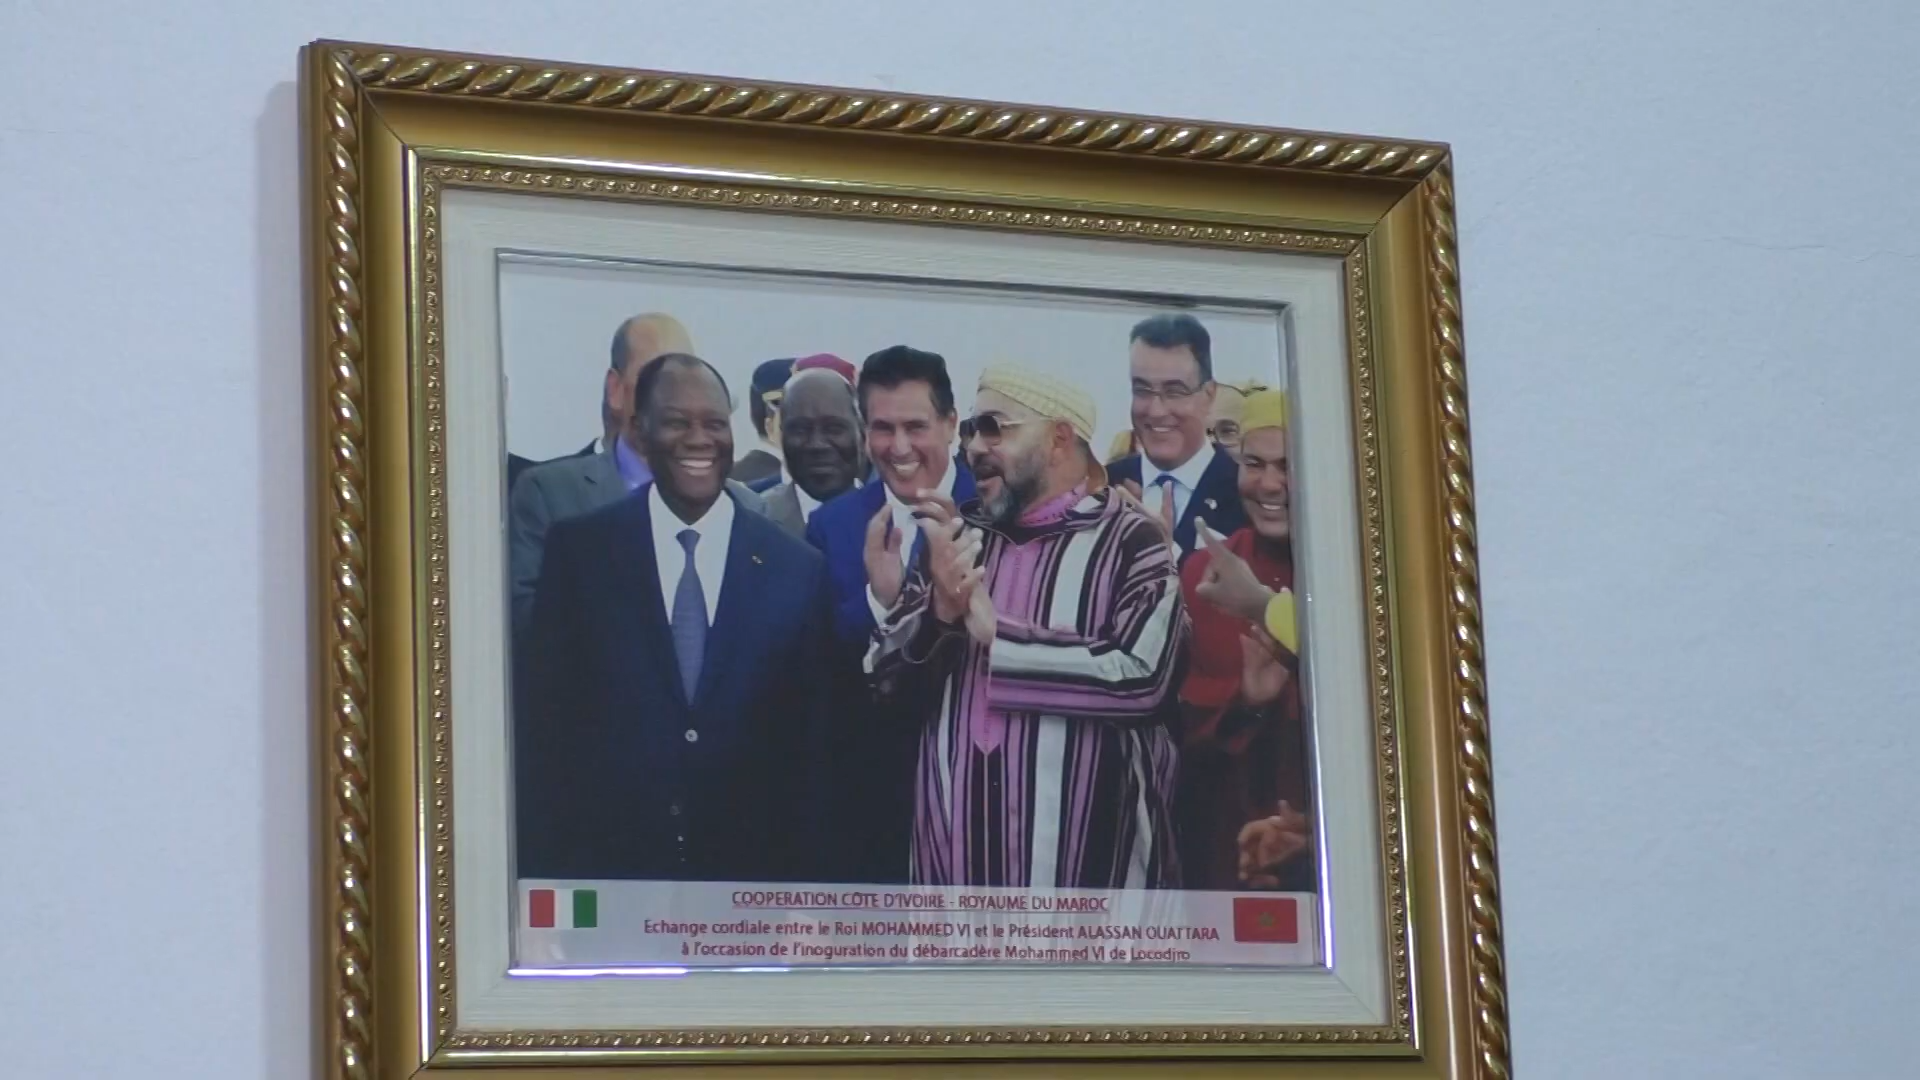 COOPERATION CÔTE D'IVOIRE - ROYAUME DU MAROC
Echange cordiale entre le Roi MOHAMMED VI et le Président ALASSAN OUATTARA
à l'occasion de l'inoguration du débarcadère Mohammed VI de Locodjro